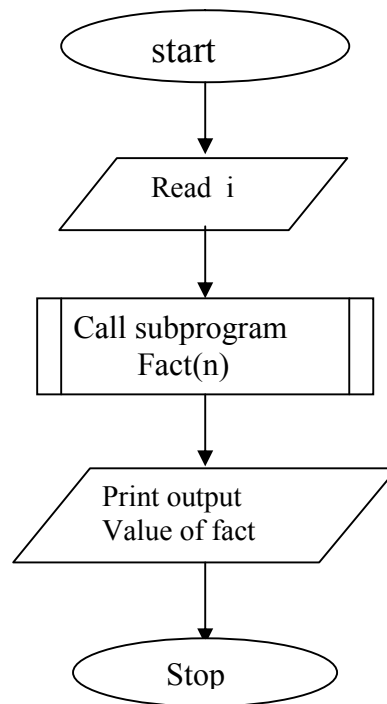 start
Read i
Call subprogram
Fact(n)
Print output
Value of fact
Stop